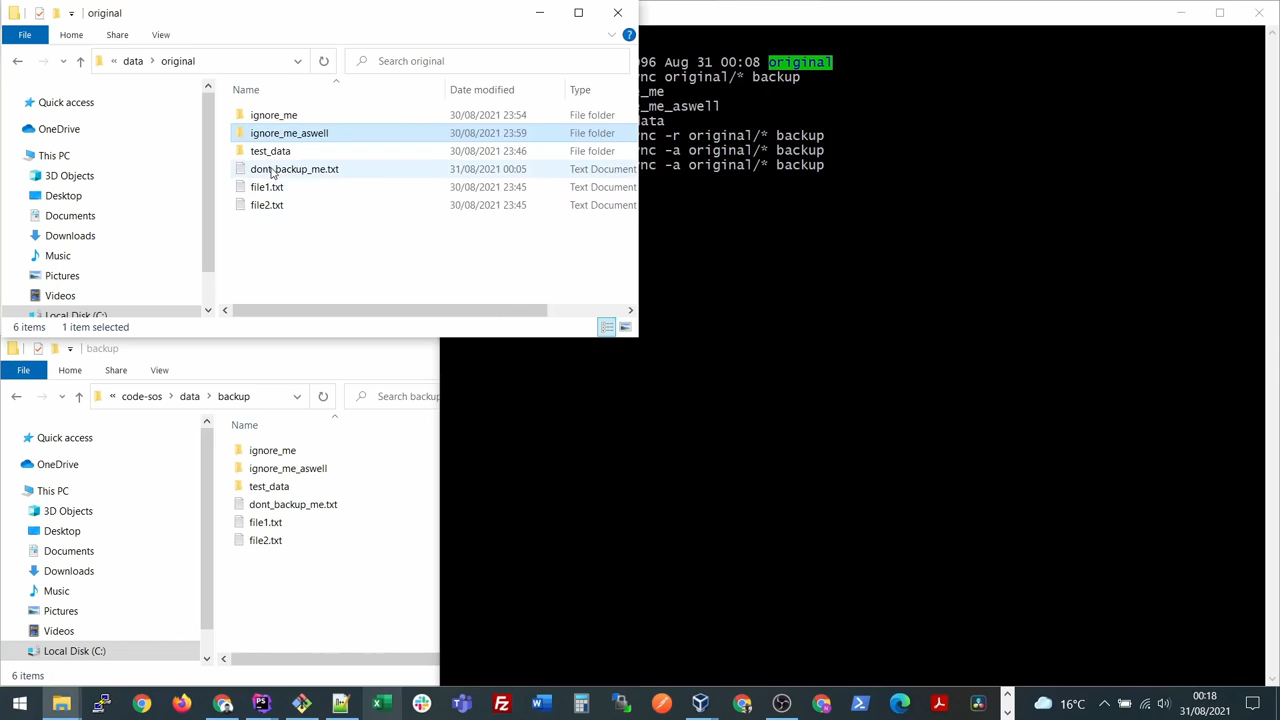 original
File
Home
Share
View
data
original
Search original
Quick access
OneDrive
This PC
3D Objects
Desktop
Documents
Downloads
Music
Pictures
Videos
Local Disk (C:)
Name
Date modified
Type
ignore_me
30/08/2021 23:54
File folder
ignore_me_aswell
30/08/2021 23:59
File folder
test_data
30/08/2021 23:46
File folder
dont_backup_me.txt
31/08/2021 00:05
Text Document
file1.txt
30/08/2021 23:45
Text Document
file2.txt
30/08/2021 23:45
Text Document
6 items
1 item selected
96 Aug 31 00:08 original
nc original/* backup
e_me
e_me_aswell
data
nc -r original/* backup
nc -a original/* backup
nc -a original/* backup
backup
File
Home
Share
View
code-sos
data
backup
Search backup
Quick access
OneDrive
This PC
3D Objects
Desktop
Documents
Downloads
Music
Pictures
Videos
Local Disk (C:)
Name
ignore_me
ignore_me_aswell
test_data
dont_backup_me.txt
file1.txt
file2.txt
6 items
16°C
00:18
31/08/2021